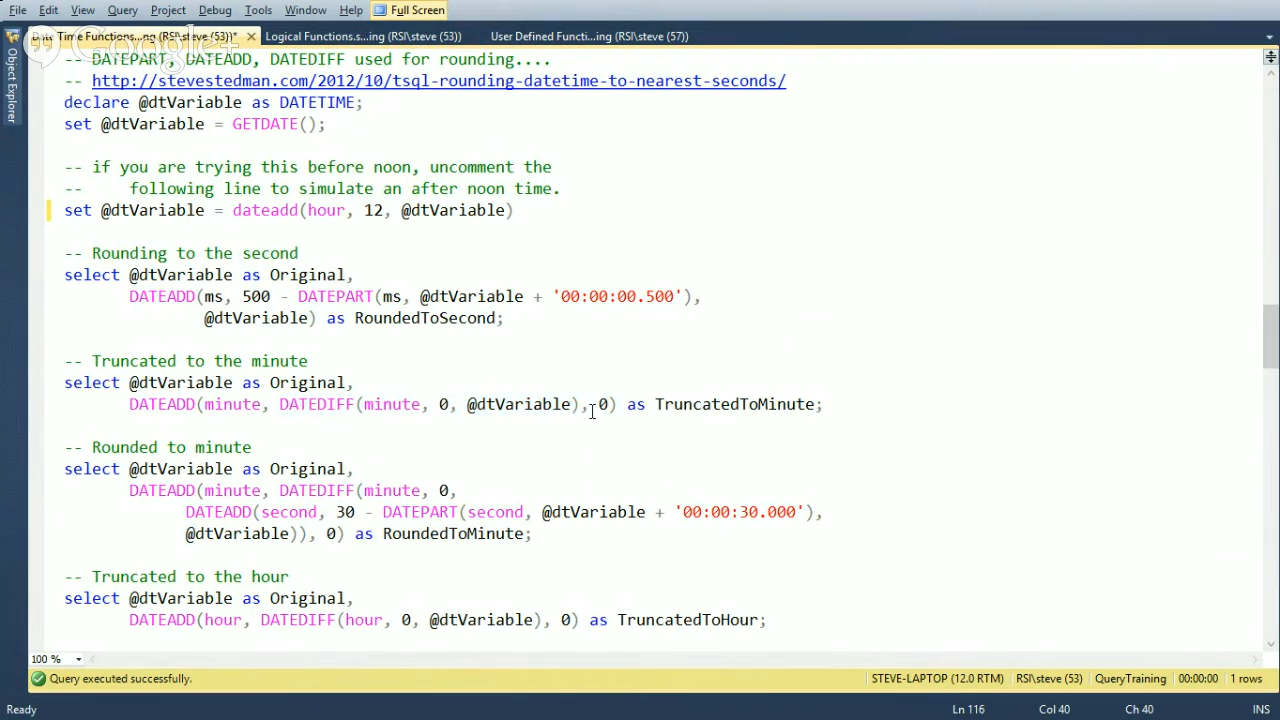 File Edit View Query Project Debug Tools Window Help Full Screen
Date Time Functions...ng (RSI\steve (53))* Logical Functions.s...ing (RSI\steve (53)) User Defined Functi...ing (RSI\steve (57))
Google+
Object Explorer
-- DATEPART, DATEADD, DATEDIFF used for rounding....
-- http://stevestedman.com/2012/10/tsql-rounding-datetime-to-nearest-seconds/
declare @dtVariable as DATETIME;
set @dtVariable = GETDATE();
-- if you are trying this before noon, uncomment the
-- following line to simulate an after noon time.
set @dtVariable = dateadd(hour, 12, @dtVariable)
-- Rounding to the second
select @dtVariable as Original,
DATEADD(ms, 500 - DATEPART(ms, @dtVariable + '00:00:00.500'),
@dtVariable) as RoundedToSecond;
-- Truncated to the minute
select @dtVariable as Original,
DATEADD(minute, DATEDIFF(minute, 0, @dtVariable), 0) as TruncatedToMinute;
-- Rounded to minute
select @dtVariable as Original,
DATEADD(minute, DATEDIFF(minute, 0,
DATEADD(second, 30 - DATEPART(second, @dtVariable + '00:00:30.000'),
@dtVariable)), 0) as RoundedToMinute;
-- Truncated to the hour
select @dtVariable as Original,
DATEADD(hour, DATEDIFF(hour, 0, @dtVariable), 0) as TruncatedToHour;
100 %
Query executed successfully. STEVE-LAPTOP (12.0 RTM) RSI\steve (53) QueryTraining 00:00:00 1 rows
Ready Ln 116 Col 40 Ch 40 INS